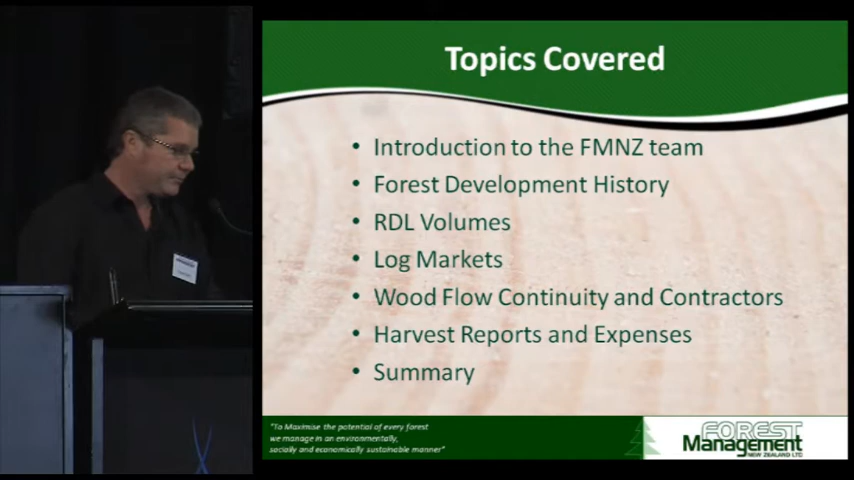 Topics Covered
• Introduction to the FMNZ team
• Forest Development History
• RDL Volumes
• Log Markets
• Wood Flow Continuity and Contractors
• Harvest Reports and Expenses
• Summary
"To Maximise the potential of every forest
we manage in an environmentally,
socially and economically sustainable manner"
FOREST
Management
NEW ZEALAND LTD